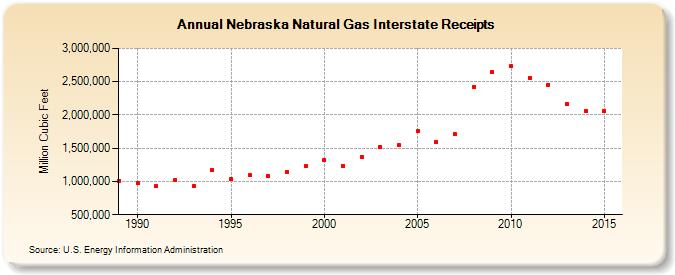 Annual Nebraska Natural Gas Interstate Receipts
Million Cubic Feet
3,000,000
2,500,000
2,000,000
1,500,000
1,000,000
500,000
1990 1995 2000 2005 2010 2015
Source: U.S. Energy Information Administration